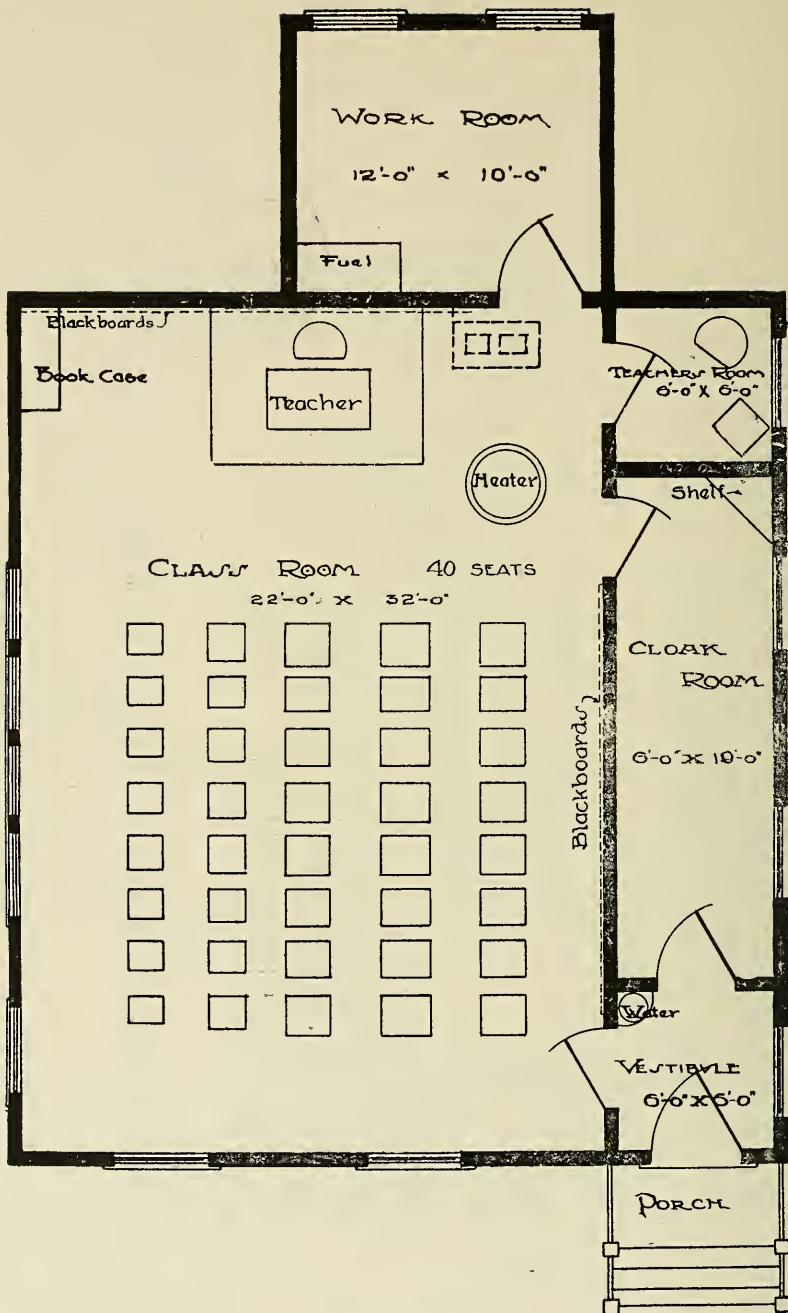 WORK ROOM
12'-0" x 10'-0"
Fuel
Blackboards
Book Case
Teacher
TEACHERS ROOM
6'-0" X 6'-0"
Heater
Shelf
CLASS ROOM 40 SEATS
22'-0" X 32'-0"
CLOAK
ROOM
6'-0" X 19'-0"
Blackboards
Water
VESTIBULE
6'-0" X 6'-0"
PORCH